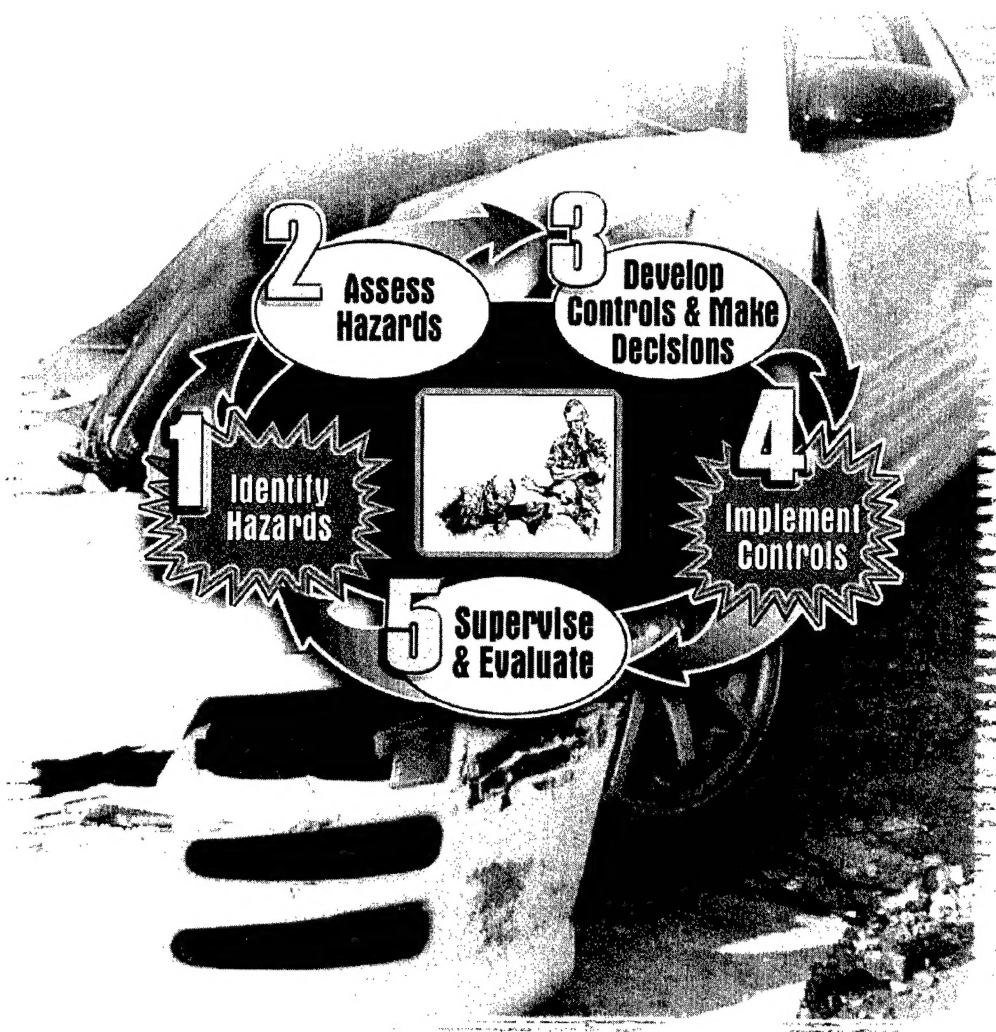 1
Identify
Hazards
2
Assess
Hazards
3
Develop
Controls & Make
Decisions
4
Implement
Controls
5
Supervise
& Evaluate